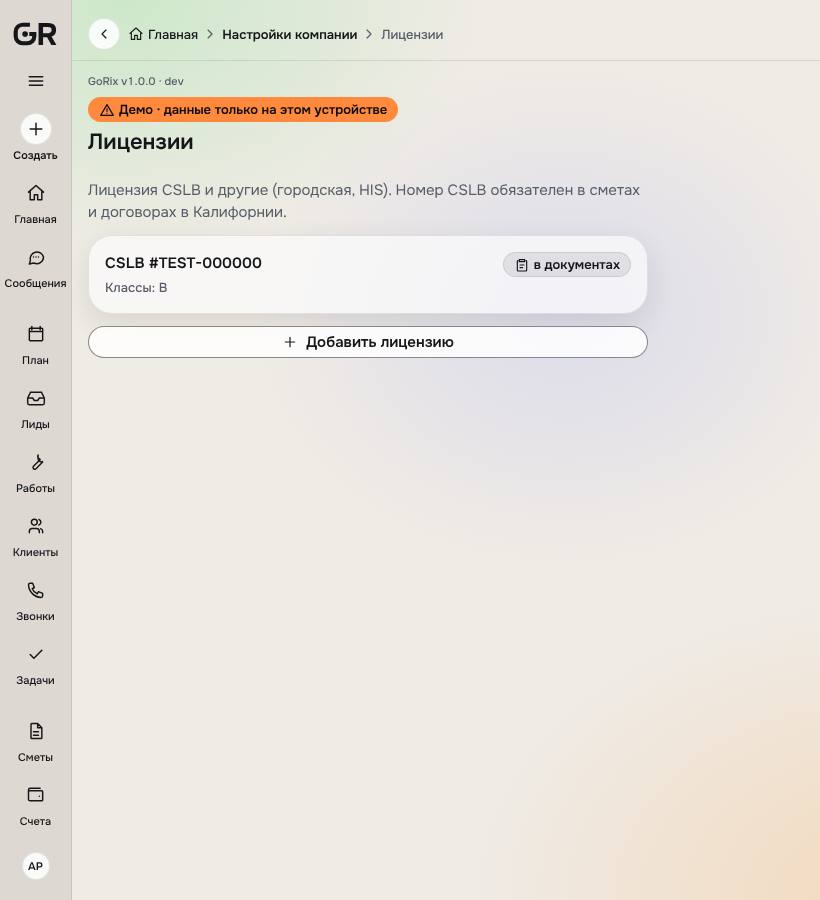 GR
Главная
Настройки компании
Лицензии
GoRix v1.0.0 · dev
Демо · данные только на этом устройстве
Лицензии
Лицензия CSLB и другие (городская, HIS). Номер CSLB обязателен в сметах
и договорах в Калифорнии.
CSLB #TEST-000000
в документах
Классы: B
Добавить лицензию
Создать
Главная
Сообщения
План
Лиды
Работы
Клиенты
Звонки
Задачи
Сметы
Счета
AP